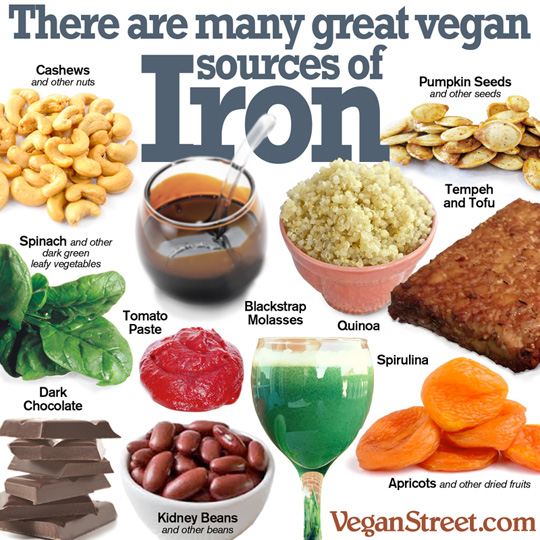 There are many great vegan
sources of
Iron
Cashews
and other nuts
Pumpkin Seeds
and other seeds
Tempeh
and Tofu
Spinach and other
dark green
leafy vegetables
Tomato
Paste
Blackstrap
Molasses
Quinoa
Spirulina
Dark
Chocolate
Kidney Beans
and other beans
Apricots and other dried fruits
VeganStreet.com